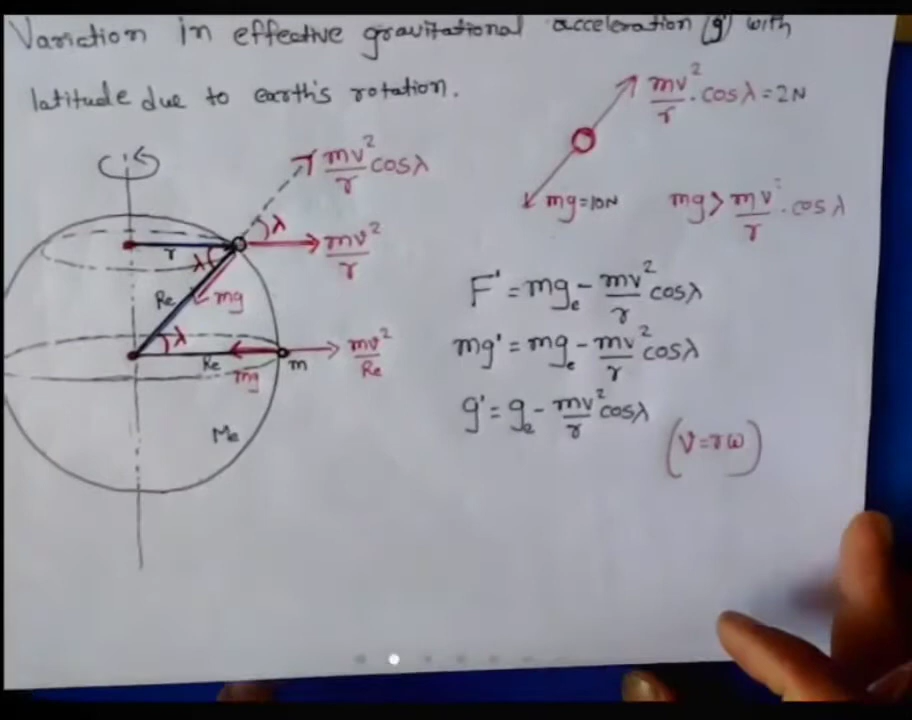 Variation in effective gravitational acceleration (g') with
latitude due to earth's rotation.
mv²/r . cosλ = 2N
mg = 10N
mg > mv²/r . cosλ
mv²/r cosλ
λ
mv²/r
r
λ
Re
mg
λ
Re
mg
m
mv²/Re
Me
F' = mgₑ - mv²/r cosλ
mg' = mgₑ - mv²/r cosλ
g' = gₑ - mv²/r cosλ
(v = rω)